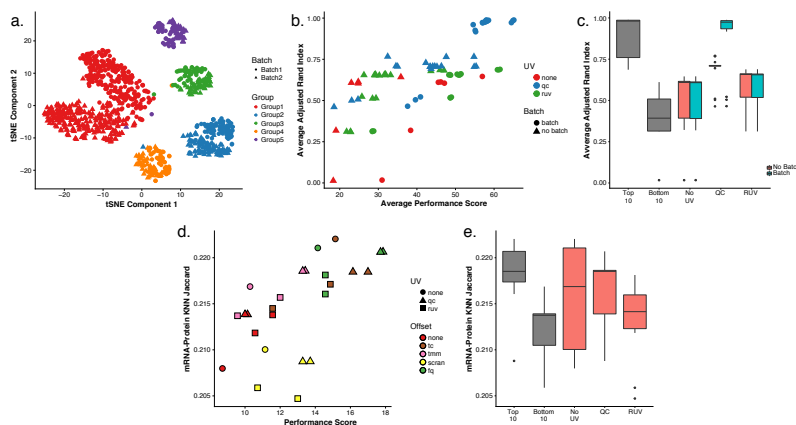 a.
tSNE Component 2
20
10
0
−10
−20
−20
−10
0
10
20
tSNE Component 1
Batch
Batch1
Batch2
Group
Group1
Group2
Group3
Group4
Group5
b.
Average Adjusted Rand Index
1.00
0.75
0.50
0.25
0.00
20
30
40
50
60
Average Performance Score
UV
none
qc
ruv
Batch
batch
no batch
c.
Average Adjusted Rand Index
1.00
0.75
0.50
0.25
0.00
Top 10
Bottom 10
No UV
QC
RUV
No Batch
Batch
d.
mRNA-Protein KNN Jaccard
0.220
0.215
0.210
0.205
10
12
14
16
18
Performance Score
UV
none
qc
ruv
Offset
none
tc
tmm
scran
fq
e.
mRNA-Protein KNN Jaccard
0.220
0.215
0.210
0.205
Top 10
Bottom 10
No UV
QC
RUV